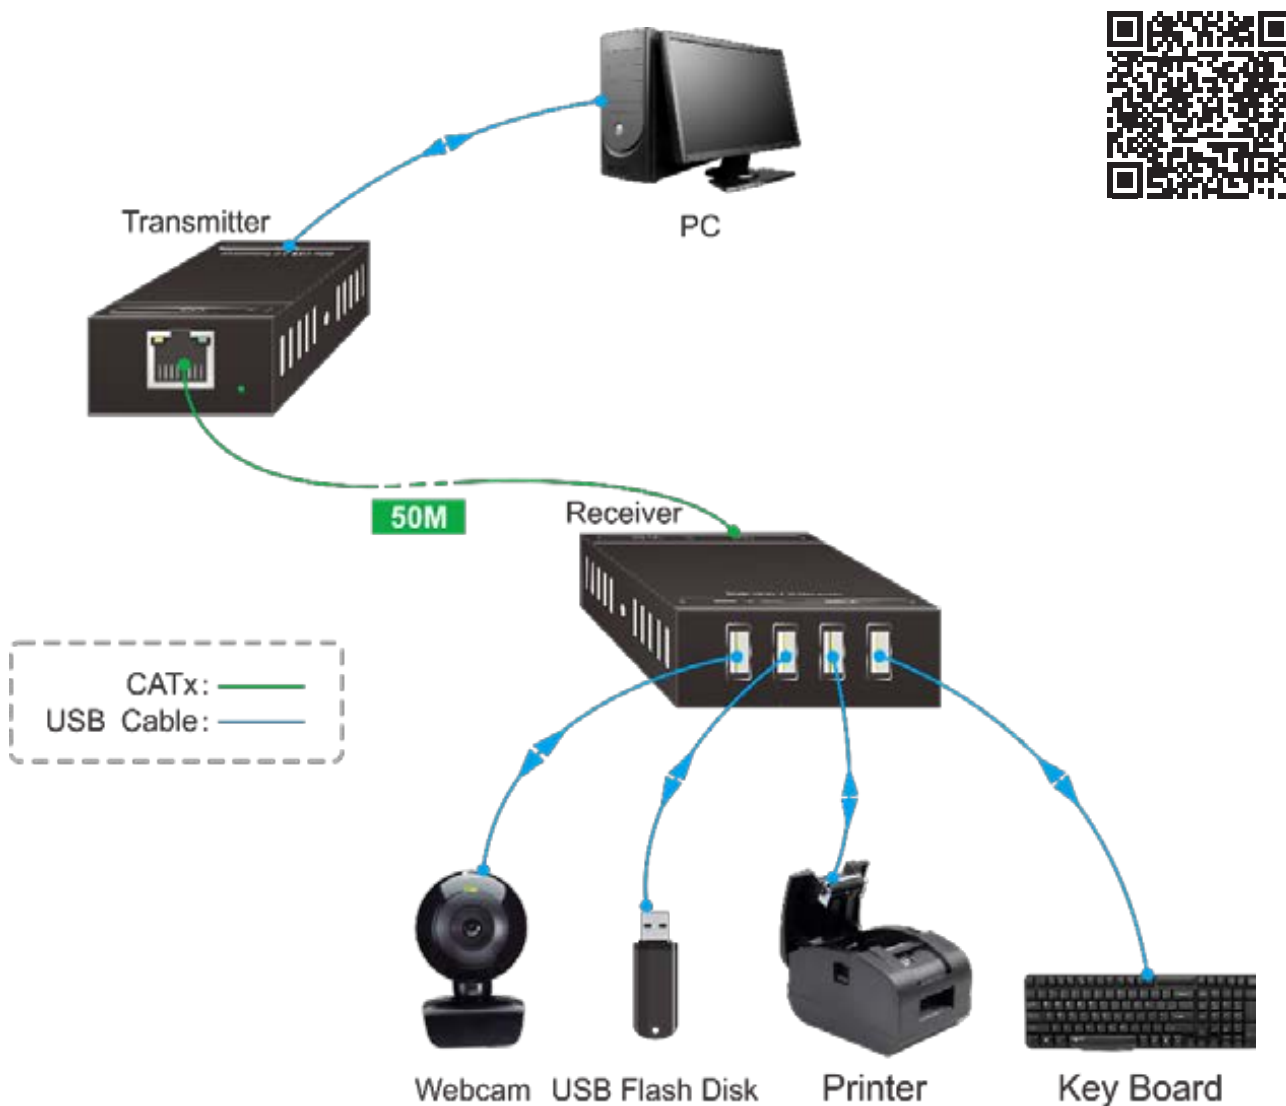 PC
Transmitter
50M
Receiver
CATx:
USB Cable:
Webcam
USB Flash Disk
Printer
Key Board